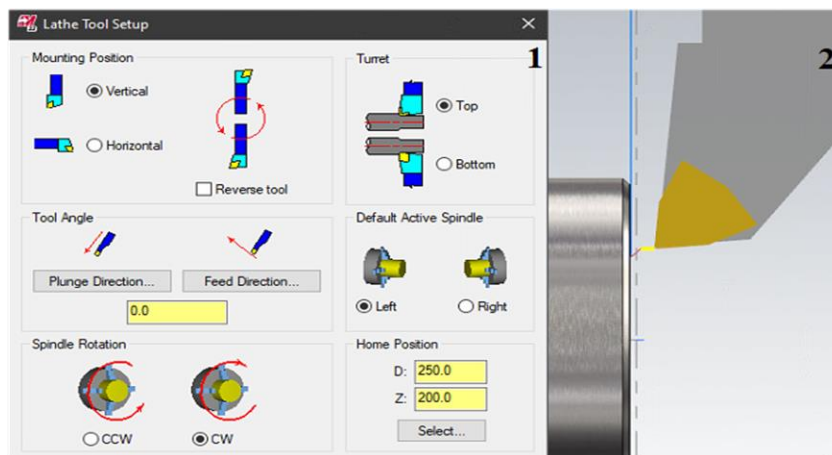 Lathe Tool Setup
1
2
Mounting Position
Vertical
Horizontal
Reverse tool
Turret
Top
Bottom
Tool Angle
Plunge Direction...
Feed Direction...
0.0
Default Active Spindle
Left
Right
Spindle Rotation
CCW
CW
Home Position
D: 250.0
Z: 200.0
Select...